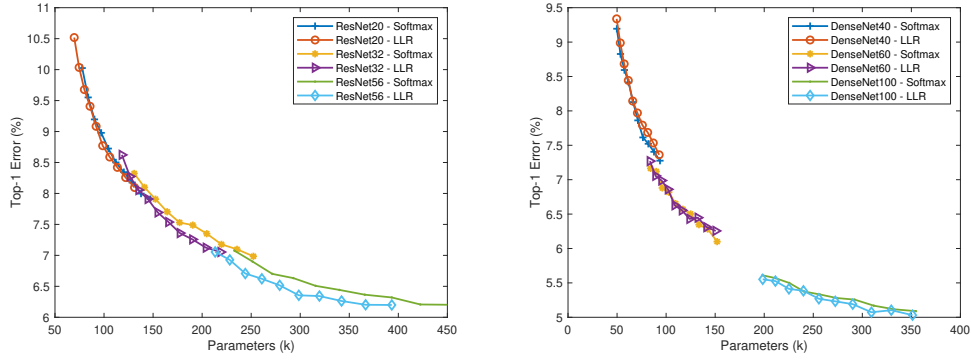 11
10.5
10
9.5
9
8.5
8
7.5
7
6.5
6
50 100 150 200 250 300 350 400 450
Top-1 Error (%)
Parameters (k)
ResNet20 - Softmax
ResNet20 - LLR
ResNet32 - Softmax
ResNet32 - LLR
ResNet56 - Softmax
ResNet56 - LLR
9.5
9
8.5
8
7.5
7
6.5
6
5.5
5
0 50 100 150 200 250 300 350 400
Top-1 Error (%)
Parameters (k)
DenseNet40 - Softmax
DenseNet40 - LLR
DenseNet60 - Softmax
DenseNet60 - LLR
DenseNet100 - Softmax
DenseNet100 - LLR